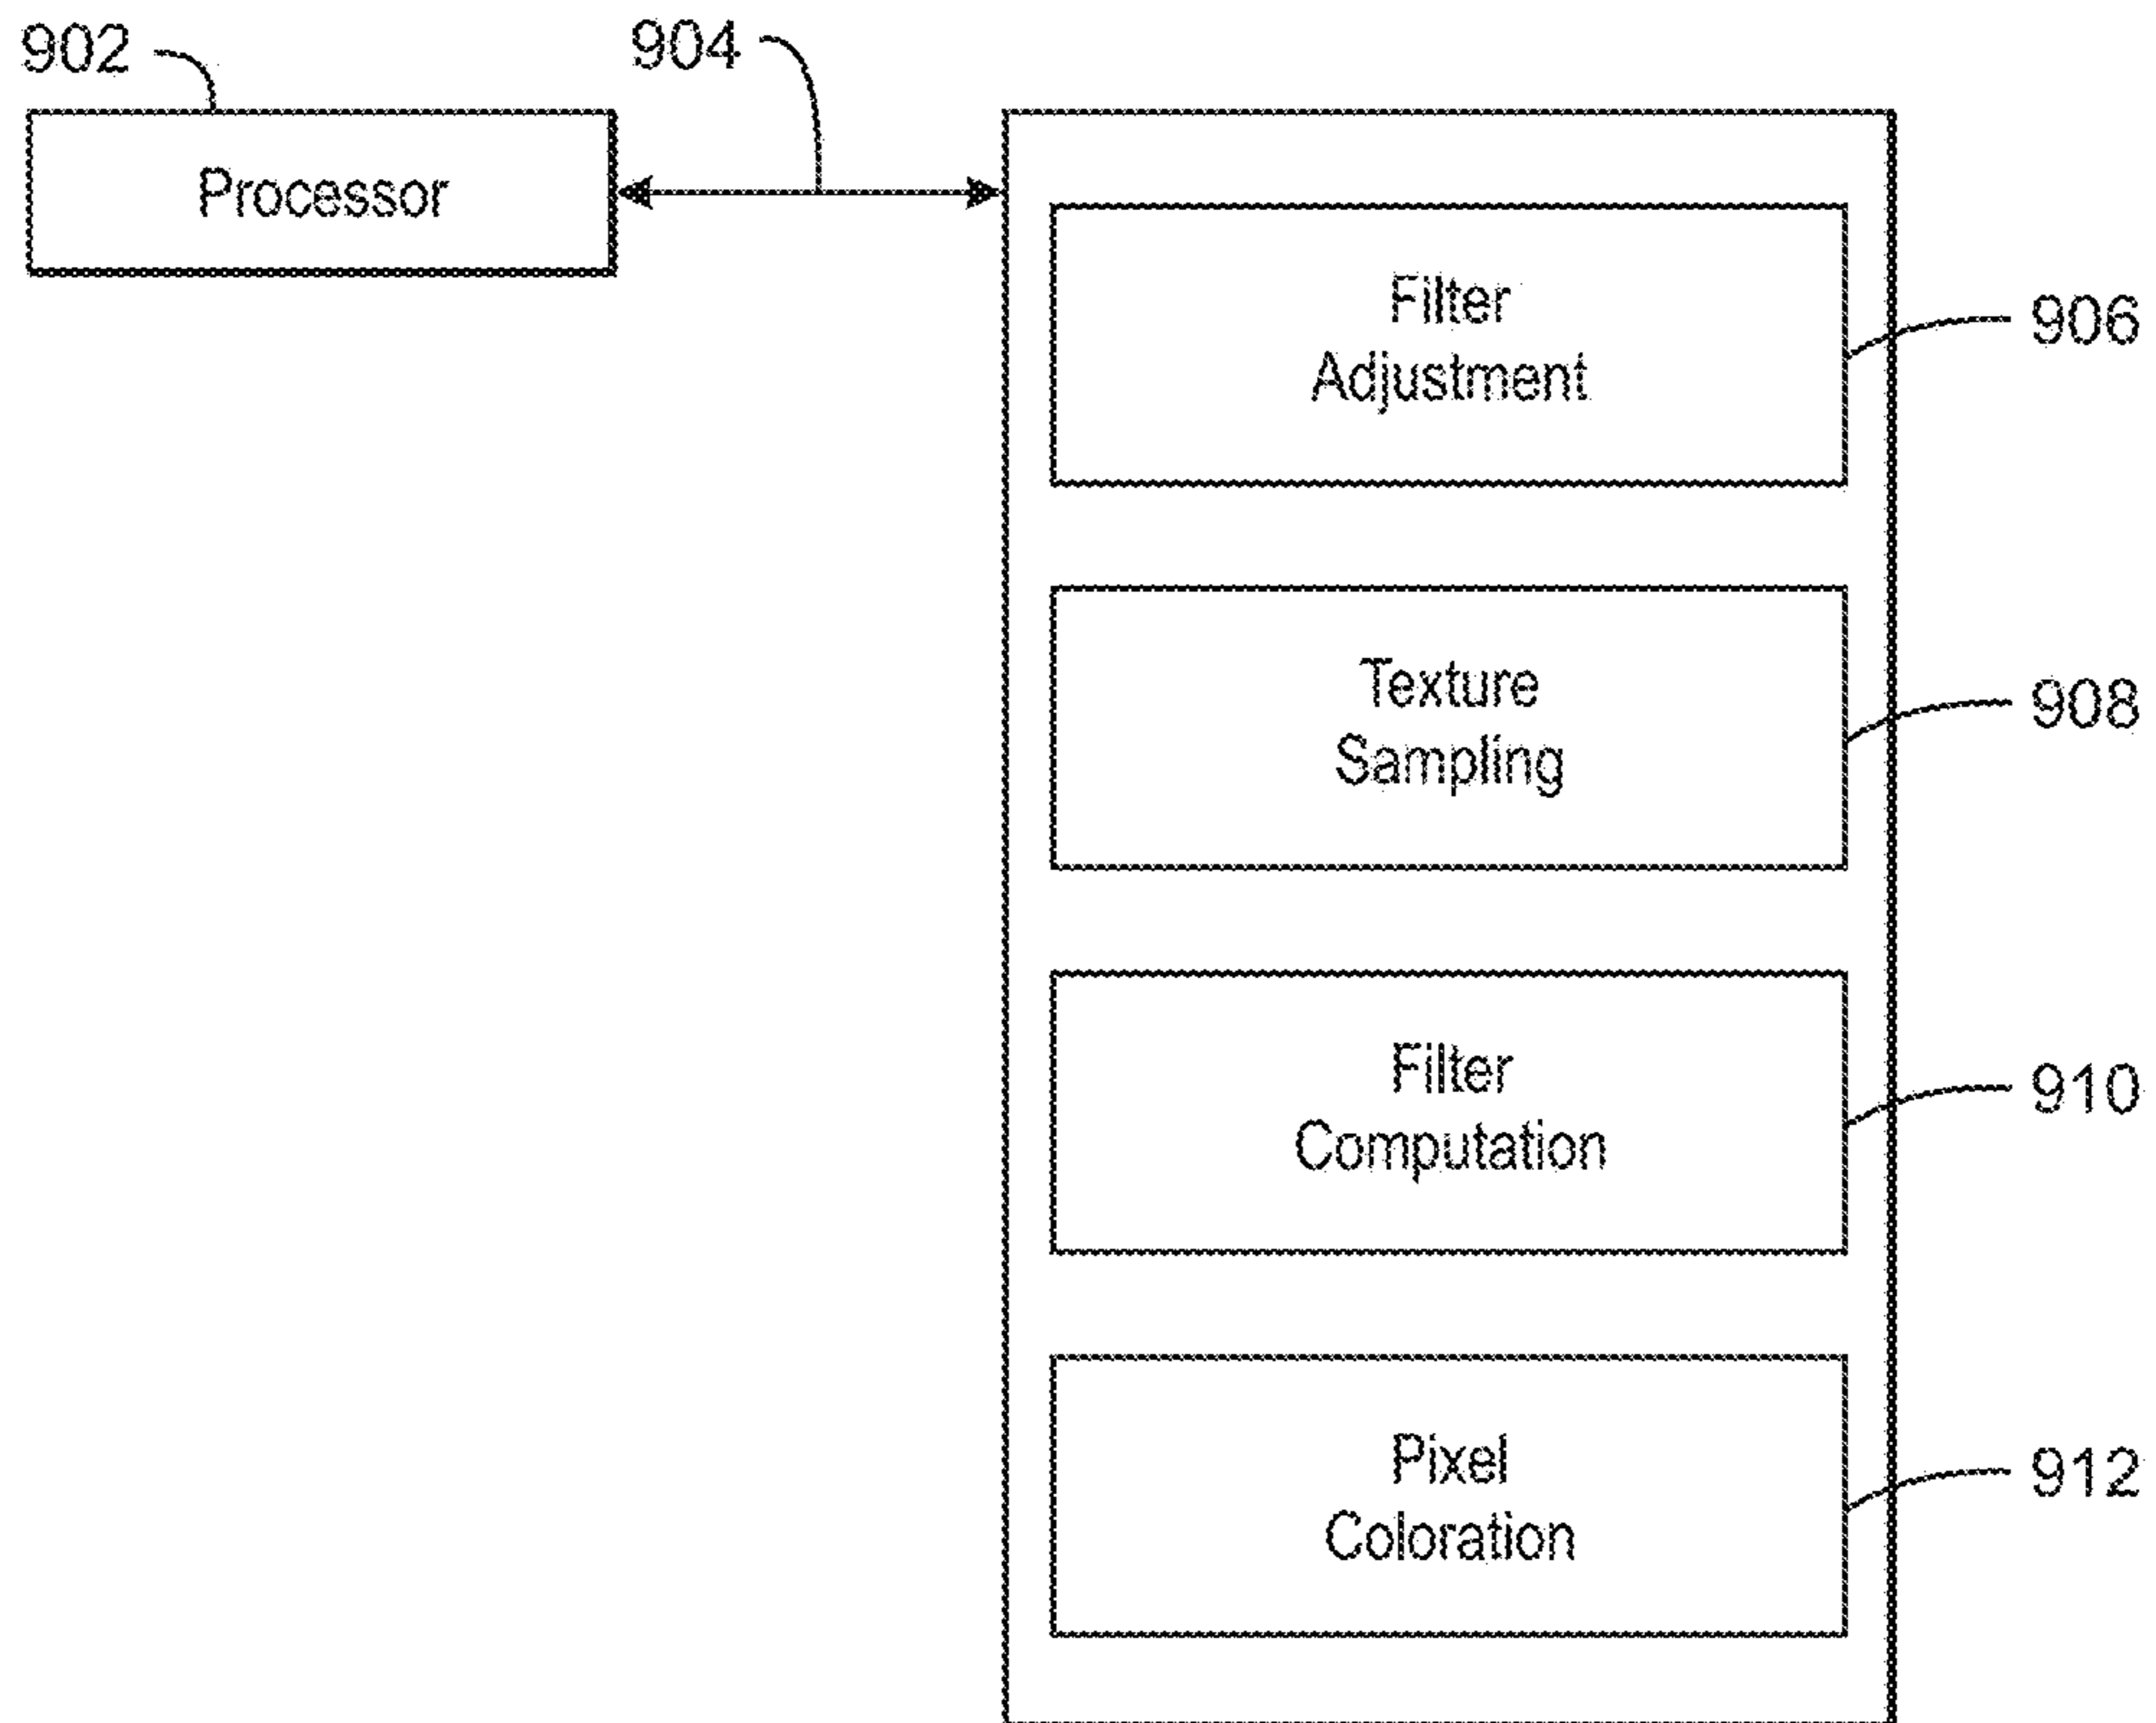 902
904
Processor
Filter
Adjustment
906
Texture
Sampling
908
Filter
Computation
910
Pixel
Coloration
912